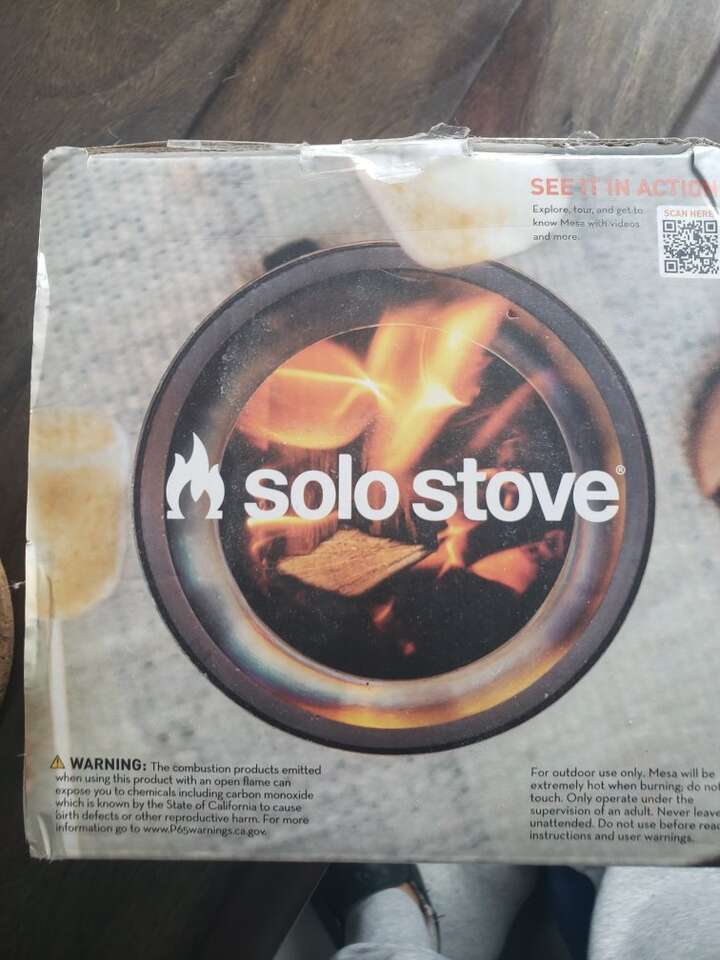 SEE IT IN ACTION
Explore, tour, and get to
know Mesa with videos
and more.
SCAN HERE
solo stove®
WARNING: The combustion products emitted
when using this product with an open flame can
expose you to chemicals including carbon monoxide
which is known by the State of California to cause
birth defects or other reproductive harm. For more
information go to www.P65warnings.ca.gov.
For outdoor use only. Mesa will be
extremely hot when burning; do not
touch. Only operate under the
supervision of an adult. Never leave
unattended. Do not use before
instructions and user warnings.